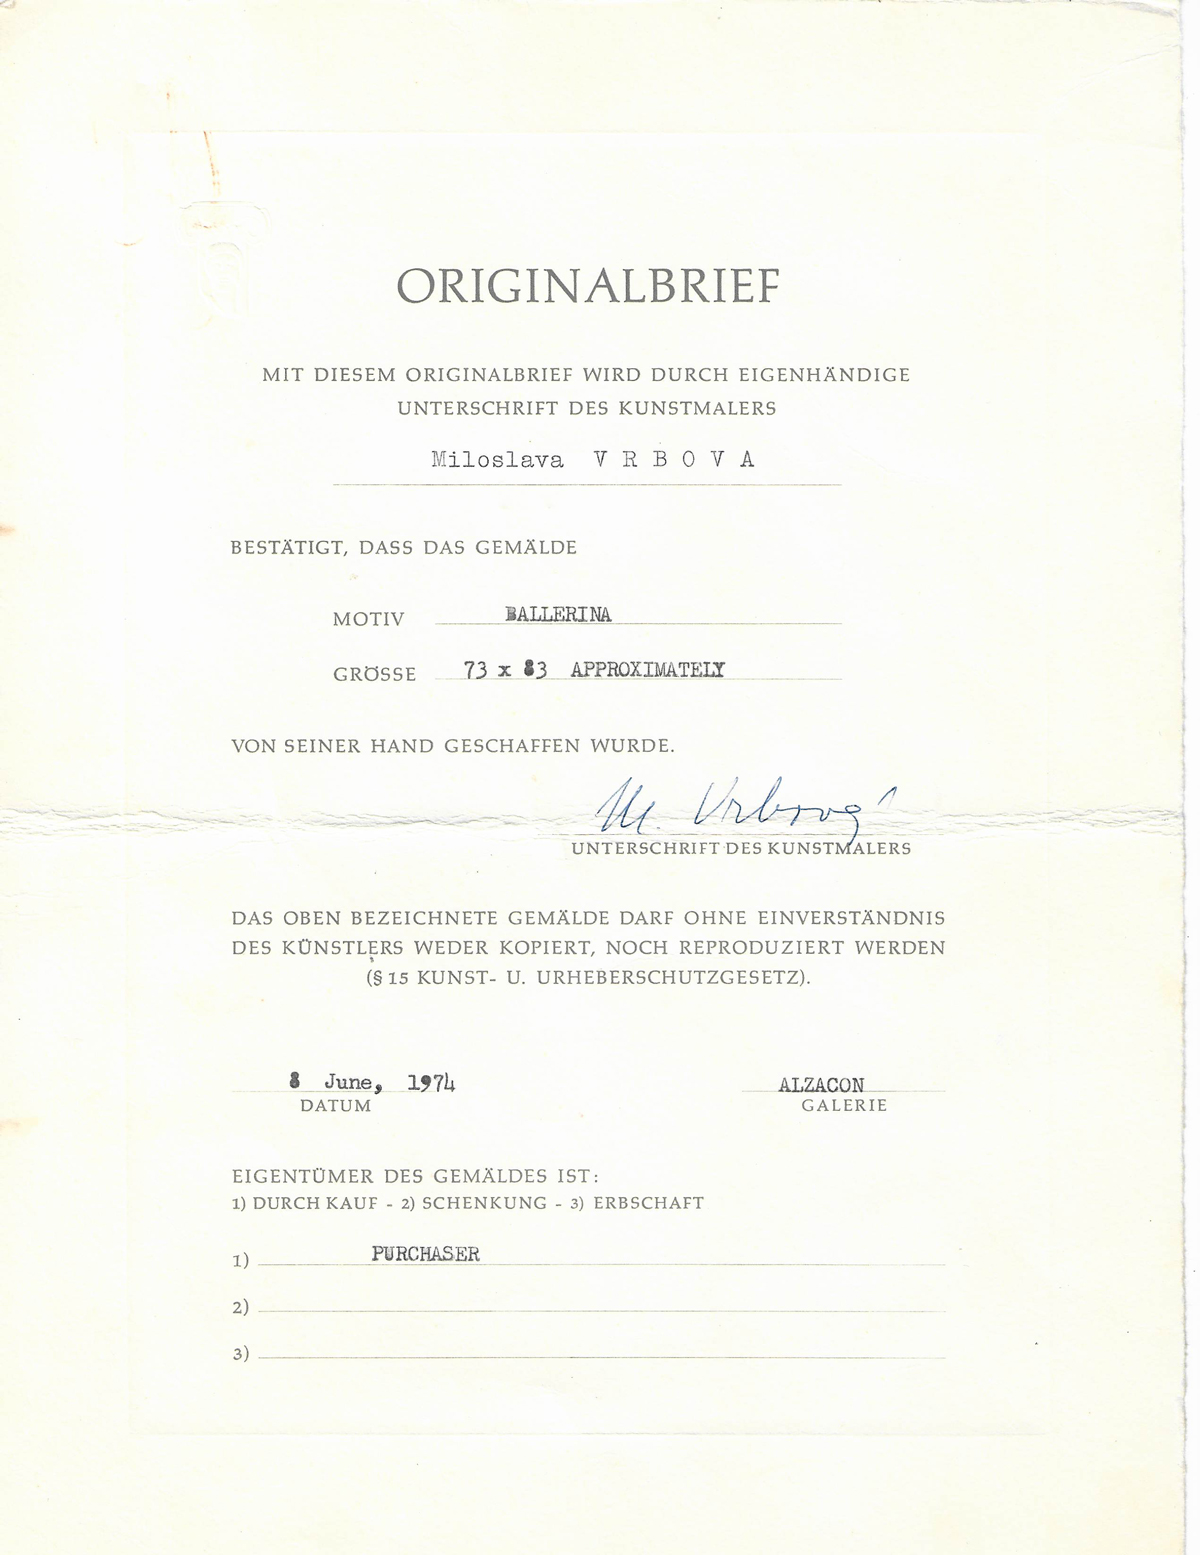 ORIGINALBRIEF
MIT DIESEM ORIGINALBRIEF WIRD DURCH EIGENHÄNDIGE
UNTERSCHRIFT DES KUNSTMALERS
Miloslava V R B O V A
BESTÄTIGT, DASS DAS GEMÄLDE
MOTIV BALLERINA
GRÖSSE 73 x 83 APPROXIMATELY
VON SEINER HAND GESCHAFFEN WURDE.
M. Vrbová
UNTERSCHRIFT DES KUNSTMALERS
DAS OBEN BEZEICHNETE GEMÄLDE DARF OHNE EINVERSTÄNDNIS
DES KÜNSTLERS WEDER KOPIERT, NOCH REPRODUZIERT WERDEN
(§ 15 KUNST- U. URHEBERSCHUTZGESETZ).
8 June, 1974 ALZACON
DATUM GALERIE
EIGENTÜMER DES GEMÄLDES IST:
1) DURCH KAUF - 2) SCHENKUNG - 3) ERBSCHAFT
1) PURCHASER
2)
3)